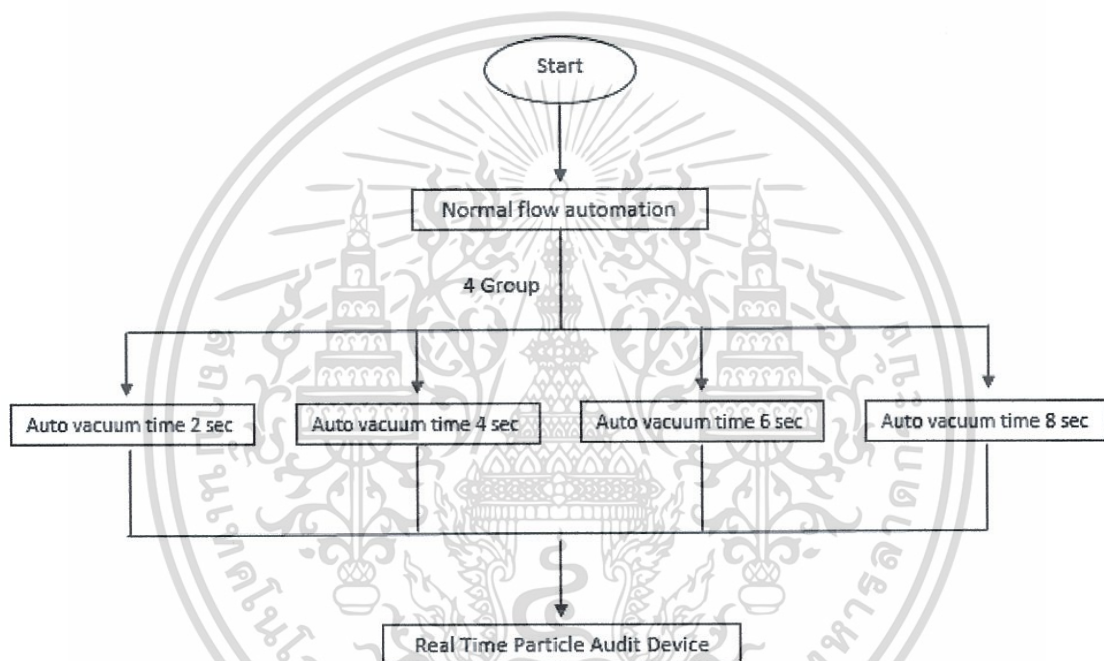 Start
Normal flow automation
4 Group
Auto vacuum time 2 sec
Auto vacuum time 4 sec
Auto vacuum time 6 sec
Auto vacuum time 8 sec
Real Time Particle Audit Device